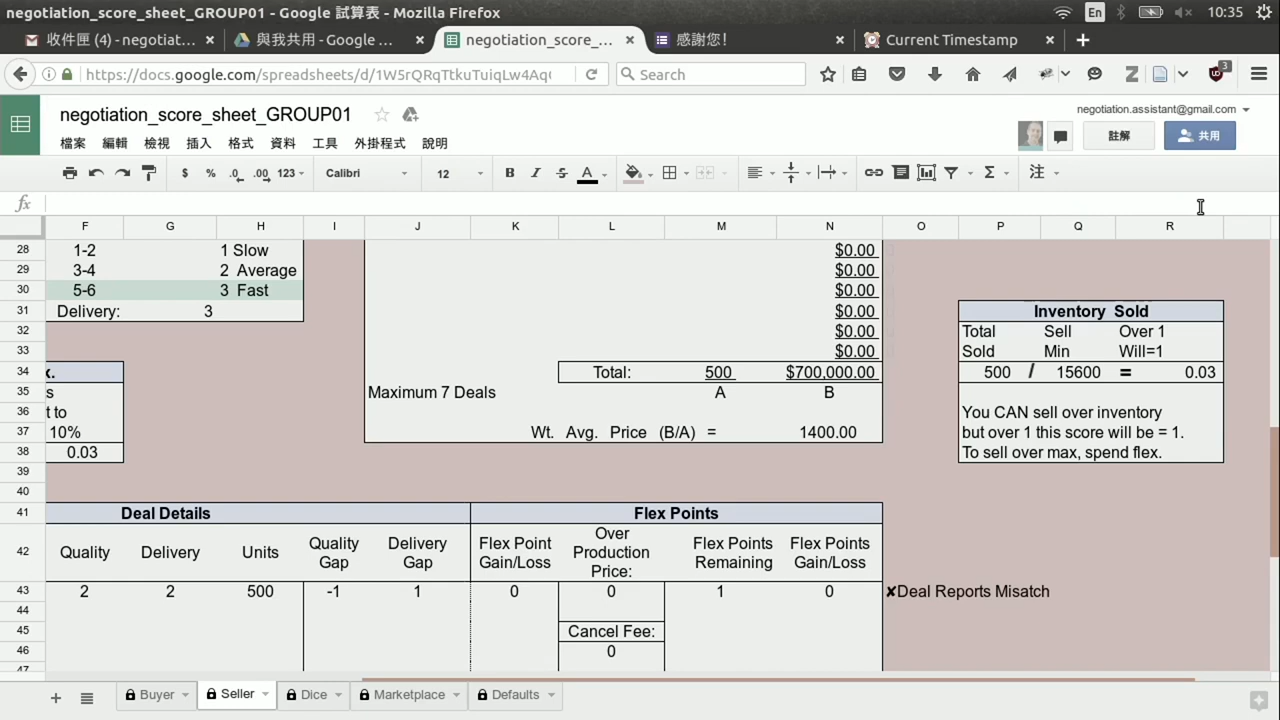 negotiation_score_sheet_GROUP01 - Google 試算表 - Mozilla Firefox
En
10:35
收件匣 (4) - negotiat… ×
與我共用 - Google … ×
negotiation_score_sh… ×
感謝您! ×
Current Timestamp ×
https://docs.google.com/spreadsheets/d/1W5rQRqTtkuTuiqLw4AqU
Search
3
negotiation_score_sheet_GROUP01
negotiation.assistant@gmail.com
檔案 編輯 檢視 插入 格式 資料 工具 外掛程式 說明
註解
共用
$ % .0 .00 123 Calibri 12 B I S A Σ 注
fx
F G H I J K L M N O P Q R
28 1-2 1 Slow $0.00
29 3-4 2 Average $0.00
30 5-6 3 Fast $0.00
31 Delivery: 3 $0.00 Inventory Sold
32 $0.00 Total Sell Over 1
33 $0.00 Sold Min Will=1
34 x. Total: 500 $700,000.00 500 / 15600 = 0.03
35 s Maximum 7 Deals A B
36 t to You CAN sell over inventory
37 10% Wt. Avg. Price (B/A) = 1400.00 but over 1 this score will be = 1.
38 0.03 To sell over max, spend flex.
39
40
41 Deal Details Flex Points
42 Quality Delivery Units Quality Gap Delivery Gap Flex Point Gain/Loss Over Production Price: Flex Points Remaining Flex Points Gain/Loss
43 2 2 500 -1 1 0 0 1 0 ✘Deal Reports Misatch
44
45 Cancel Fee:
46 0
47
+ Buyer Seller Dice Marketplace Defaults